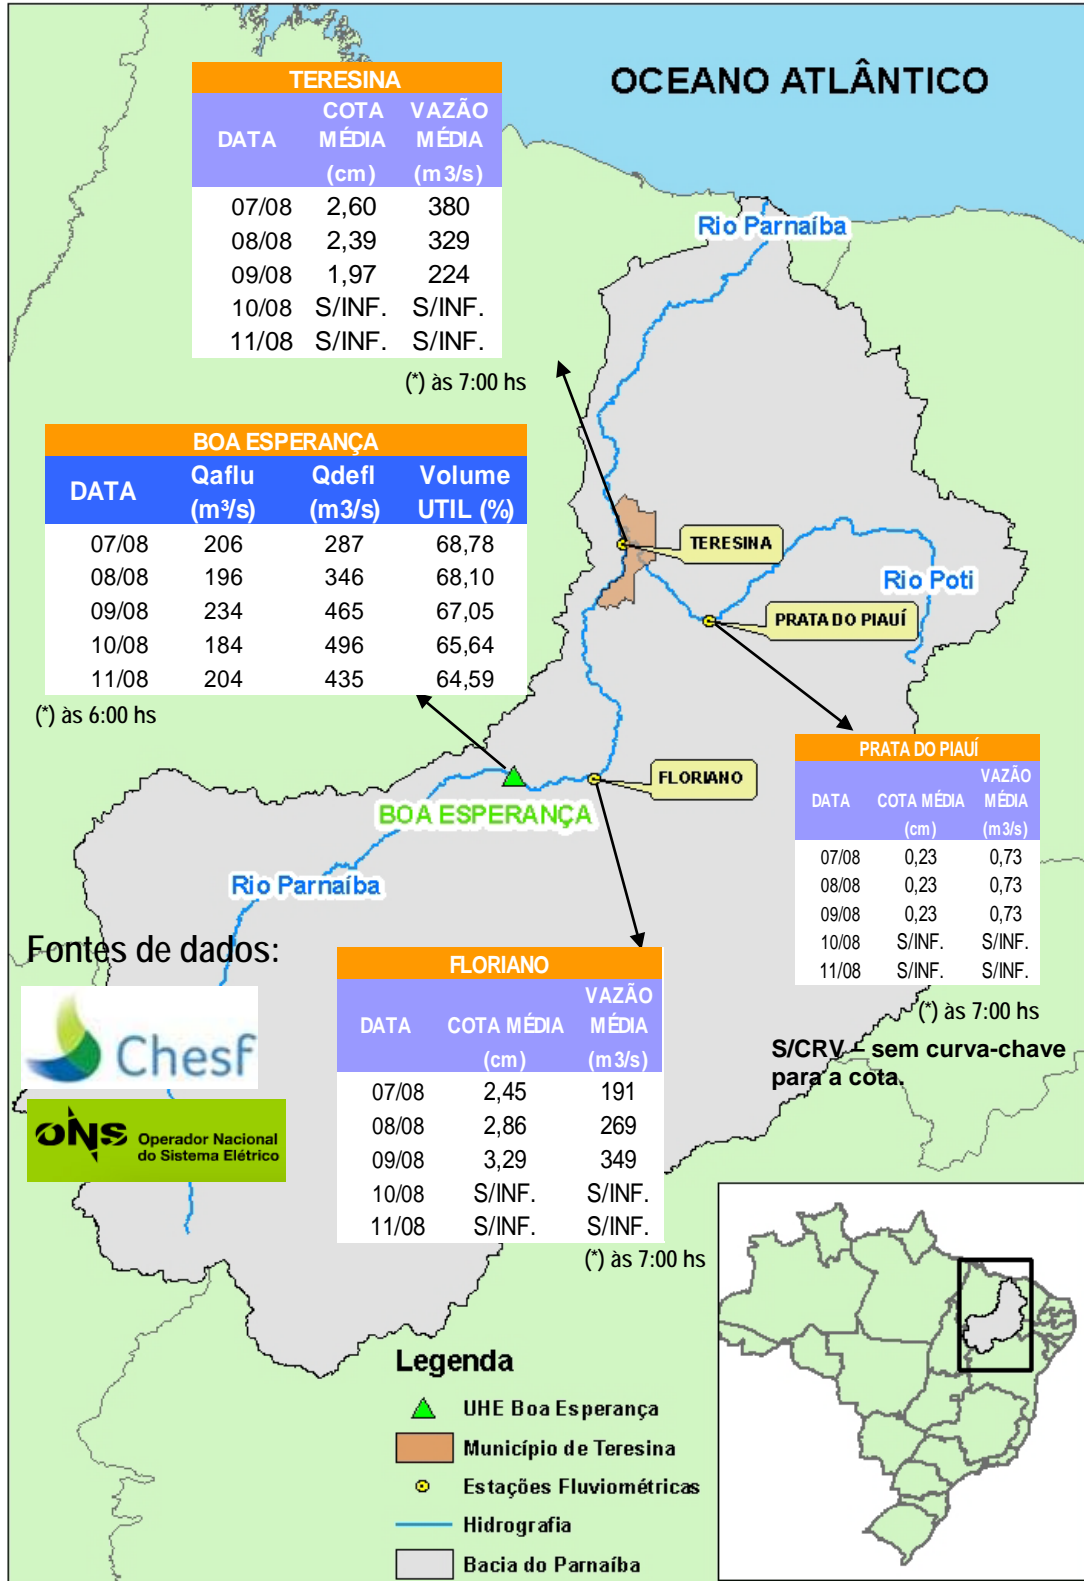 OCEANO ATLÂNTICO
TERESINA
DATA COTA MÉDIA (cm) VAZÃO MÉDIA (m3/s)
07/08 2,60 380
08/08 2,39 329
09/08 1,97 224
10/08 S/INF. S/INF.
11/08 S/INF. S/INF.
(*) às 7:00 hs
Rio Parnaíba
BOA ESPERANÇA
DATA Qaflu (m³/s) Qdefl (m3/s) Volume UTIL (%)
07/08 206 287 68,78
08/08 196 346 68,10
09/08 234 465 67,05
10/08 184 496 65,64
11/08 204 435 64,59
(*) às 6:00 hs
TERESINA
Rio Poti
PRATA DO PIAUÍ
FLORIANO
BOA ESPERANÇA
Rio Parnaíba
PRATA DO PIAUÍ
DATA COTA MÉDIA (cm) VAZÃO MÉDIA (m3/s)
07/08 0,23 0,73
08/08 0,23 0,73
09/08 0,23 0,73
10/08 S/INF. S/INF.
11/08 S/INF. S/INF.
(*) às 7:00 hs
S/CRV – sem curva-chave
para a cota.
Fontes de dados:
Chesf
ONS Operador Nacional
do Sistema Elétrico
FLORIANO
DATA COTA MÉDIA (cm) VAZÃO MÉDIA (m3/s)
07/08 2,45 191
08/08 2,86 269
09/08 3,29 349
10/08 S/INF. S/INF.
11/08 S/INF. S/INF.
(*) às 7:00 hs
Legenda
UHE Boa Esperança
Município de Teresina
Estações Fluviométricas
Hidrografia
Bacia do Parnaíba